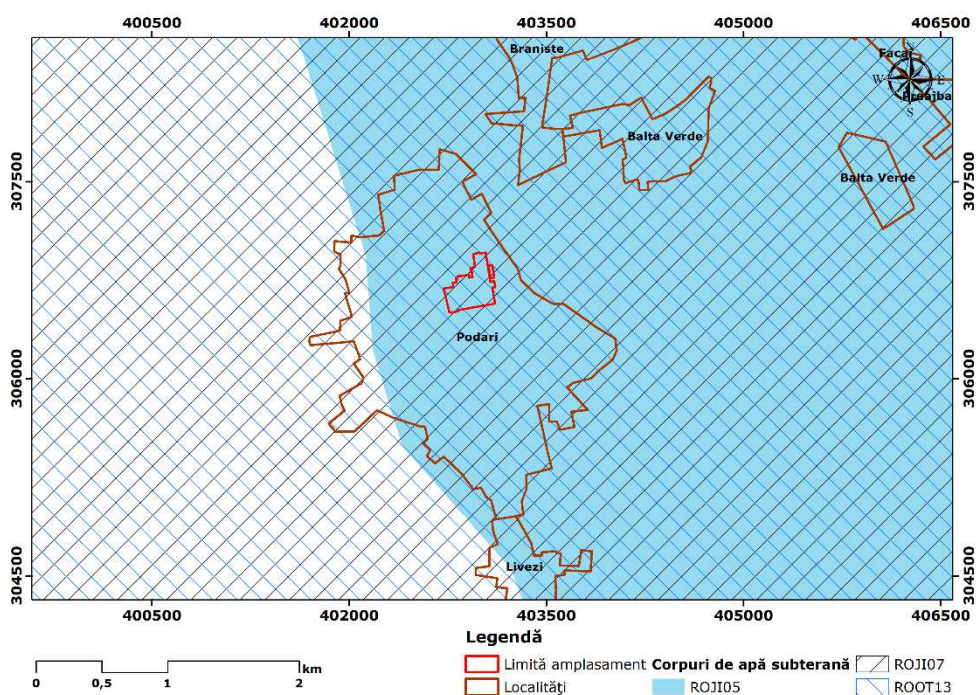 400500 402000 403500 405000 406500
Braniste
Facai
N
W E
S
Preajba
Balta Verde
307500 307500
Balta Verde
Podari
306000 306000
Livezi
304500 304500
400500 402000 403500 405000 406500
Legendă
km
0 0,5 1 2
Limită amplasament Corpuri de apă subterană ROJI07
Localităţi ROJI05 ROOT13